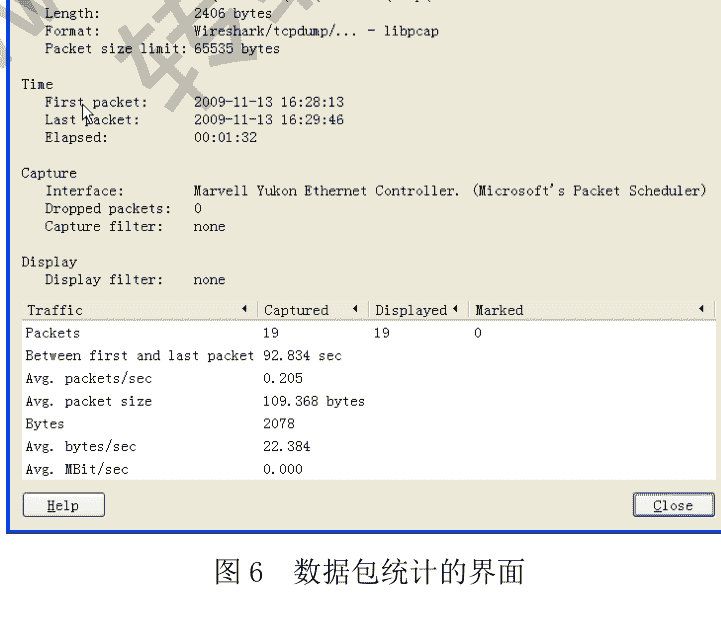 Length: 2406 bytes
Format: Wireshark/tcpdump/... - libpcap
Packet size limit: 65535 bytes
Time
First packet: 2009-11-13 16:28:13
Last packet: 2009-11-13 16:29:46
Elapsed: 00:01:32
Capture
Interface: Marvell Yukon Ethernet Controller. (Microsoft's Packet Scheduler)
Dropped packets: 0
Capture filter: none
Display
Display filter: none
Traffic Captured Displayed Marked
Packets 19 19 0
Between first and last packet 92.834 sec
Avg. packets/sec 0.205
Avg. packet size 109.368 bytes
Bytes 2078
Avg. bytes/sec 22.384
Avg. MBit/sec 0.000
Help Close
图 6 数据包统计的界面